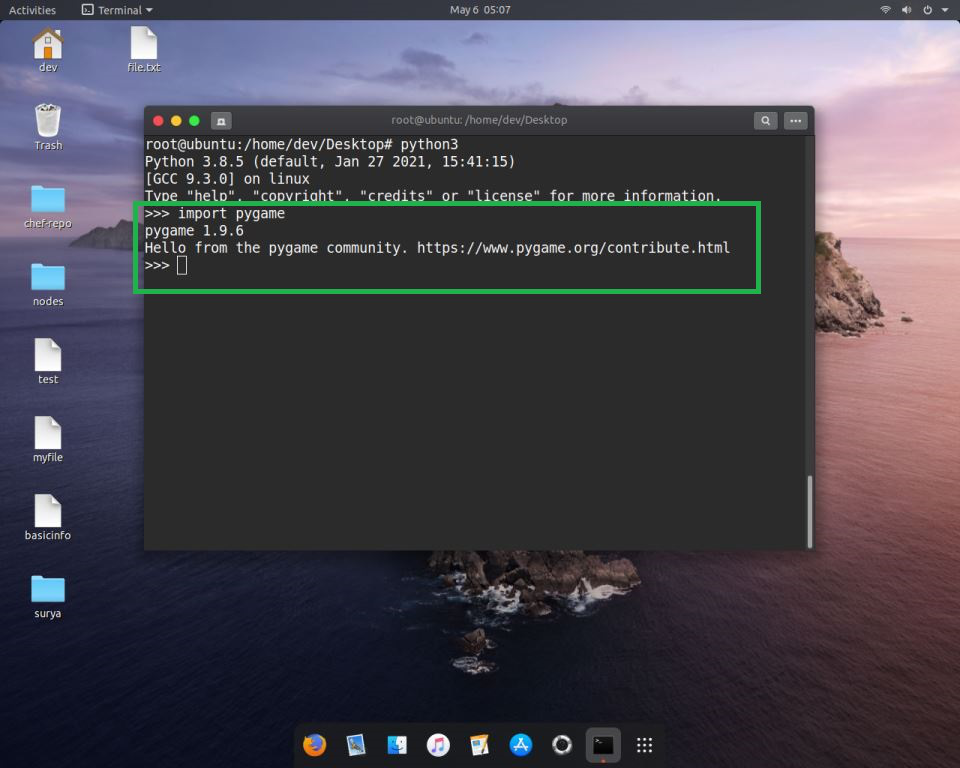 Activities Terminal May 6 05:07
dev
file.txt
Trash
chef-repo
nodes
test
myfile
basicinfo
surya
root@ubuntu: /home/dev/Desktop
root@ubuntu:/home/dev/Desktop# python3
Python 3.8.5 (default, Jan 27 2021, 15:41:15)
[GCC 9.3.0] on linux
Type "help", "copyright", "credits" or "license" for more information.
>>> import pygame
pygame 1.9.6
Hello from the pygame community. https://www.pygame.org/contribute.html
>>>